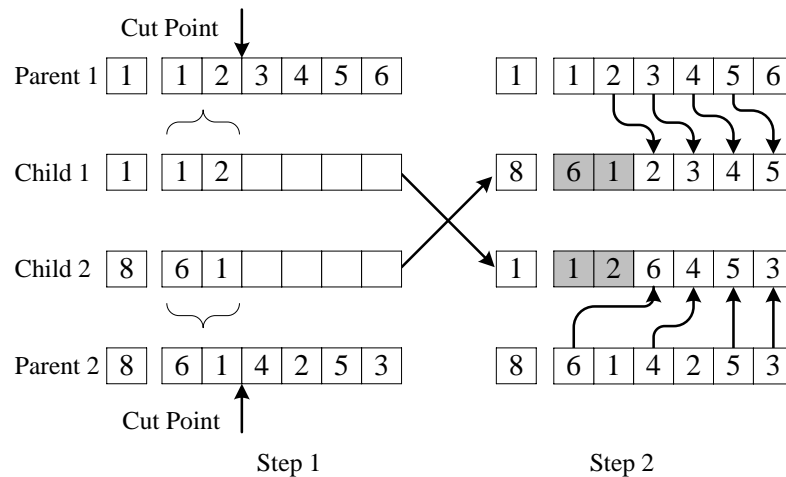 Cut Point
Parent 1 1 1 2 3 4 5 6 1 1 2 3 4 5 6
Child 1 1 1 2 8 6 1 2 3 4 5
Child 2 8 6 1 1 1 2 6 4 5 3
Parent 2 8 6 1 4 2 5 3 8 6 1 4 2 5 3
Cut Point
Step 1 Step 2